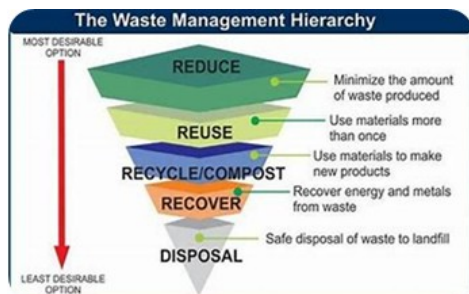 The Waste Management Hierarchy
MOST DESIRABLE
OPTION
REDUCE
Minimize the amount
of waste produced
REUSE
Use materials more
than once
RECYCLE/COMPOST
Use materials to make
new products
RECOVER
Recover energy and metals
from waste
Safe disposal of waste to landfill
DISPOSAL
LEAST DESIRABLE
OPTION